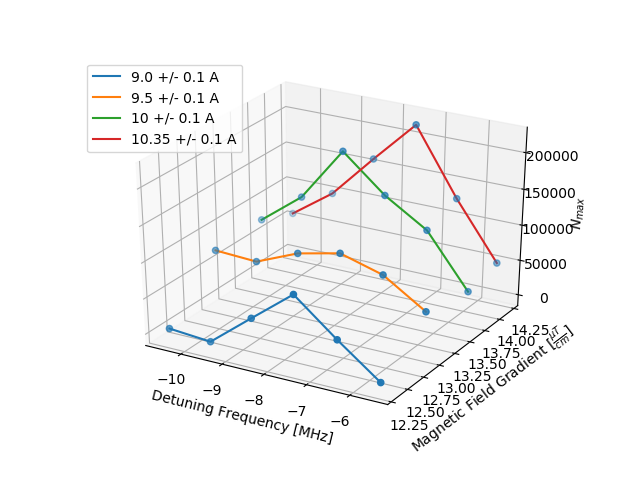 9.0 +/- 0.1 A
9.5 +/- 0.1 A
10 +/- 0.1 A
10.35 +/- 0.1 A
200000
150000
100000
50000
0
N_max
14.25
14.00
13.75
13.50
13.25
13.00
12.75
12.50
12.25
Magnetic Field Gradient [μT/cm]
−10
−9
−8
−7
−6
Detuning Frequency [MHz]